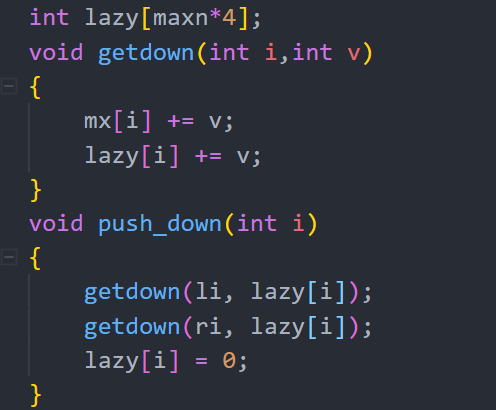 int lazy[maxn*4];
void getdown(int i,int v)
{
    mx[i] += v;
    lazy[i] += v;
}
void push_down(int i)
{
    getdown(li, lazy[i]);
    getdown(ri, lazy[i]);
    lazy[i] = 0;
}